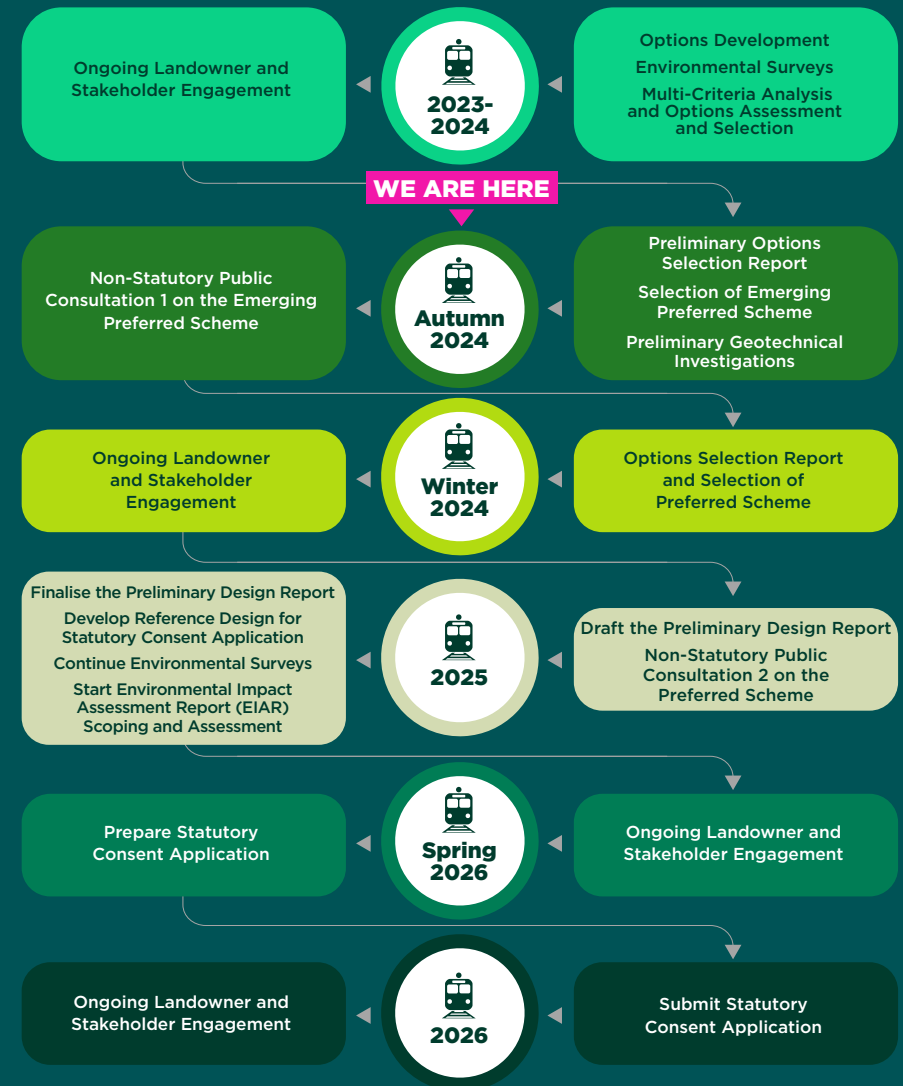 Ongoing Landowner and
Stakeholder Engagement
2023-
2024
Options Development
Environmental Surveys
Multi-Criteria Analysis
and Options Assessment
and Selection
WE ARE HERE
Non-Statutory Public
Consultation 1 on the Emerging
Preferred Scheme
Autumn
2024
Preliminary Options
Selection Report
Selection of Emerging
Preferred Scheme
Preliminary Geotechnical
Investigations
Ongoing Landowner
and Stakeholder
Engagement
Winter
2024
Options Selection Report
and Selection of
Preferred Scheme
Finalise the Preliminary Design Report
Develop Reference Design for
Statutory Consent Application
Continue Environmental Surveys
Start Environmental Impact
Assessment Report (EIAR)
Scoping and Assessment
2025
Draft the Preliminary Design Report
Non-Statutory Public
Consultation 2 on the
Preferred Scheme
Prepare Statutory
Consent Application
Spring
2026
Ongoing Landowner and
Stakeholder Engagement
Ongoing Landowner and
Stakeholder Engagement
2026
Submit Statutory
Consent Application